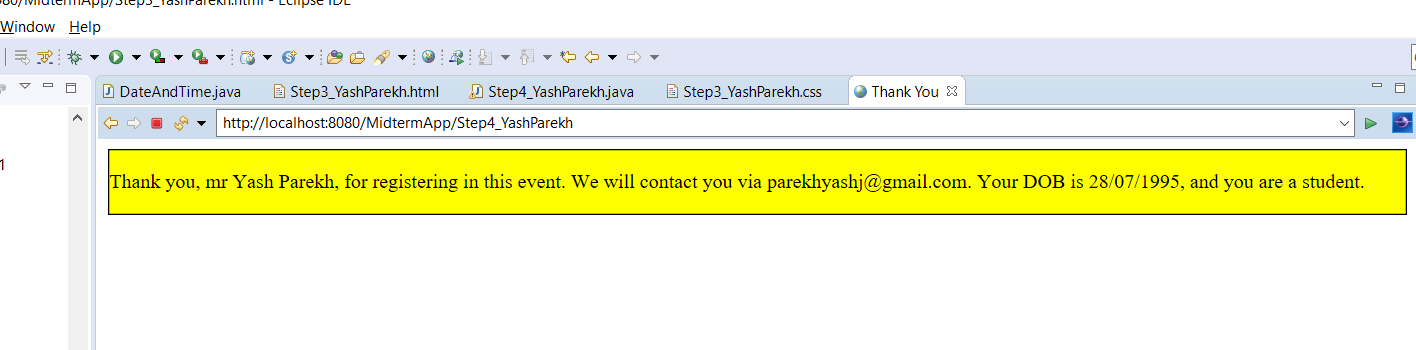 080/MidtermApp/Step3_YashParekh.html - Eclipse IDE
Window Help
DateAndTime.java Step3_YashParekh.html Step4_YashParekh.java Step3_YashParekh.css Thank You
http://localhost:8080/MidtermApp/Step4_YashParekh
1
Thank you, mr Yash Parekh, for registering in this event. We will contact you via parekhyashj@gmail.com. Your DOB is 28/07/1995, and you are a student.